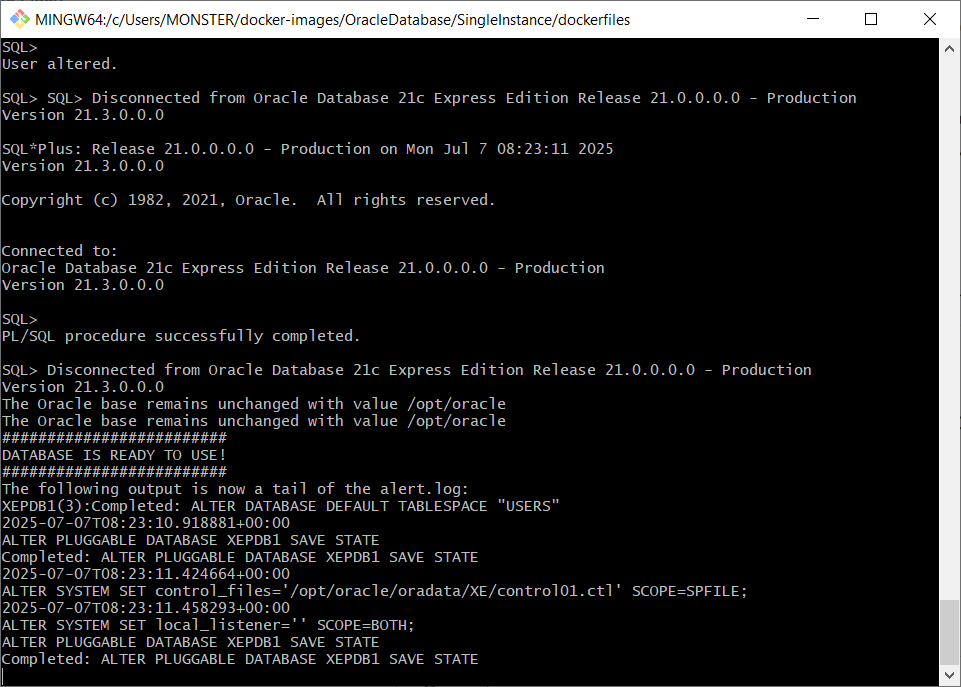 MINGW64:/c/Users/MONSTER/docker-images/OracleDatabase/SingleInstance/dockerfiles
SQL>
User altered.
SQL> SQL> Disconnected from Oracle Database 21c Express Edition Release 21.0.0.0.0 - Production
Version 21.3.0.0.0
SQL*Plus: Release 21.0.0.0.0 - Production on Mon Jul 7 08:23:11 2025
Version 21.3.0.0.0
Copyright (c) 1982, 2021, Oracle.  All rights reserved.
Connected to:
Oracle Database 21c Express Edition Release 21.0.0.0.0 - Production
Version 21.3.0.0.0
SQL>
PL/SQL procedure successfully completed.
SQL> Disconnected from Oracle Database 21c Express Edition Release 21.0.0.0.0 - Production
Version 21.3.0.0.0
The Oracle base remains unchanged with value /opt/oracle
The Oracle base remains unchanged with value /opt/oracle
#########################
DATABASE IS READY TO USE!
#########################
The following output is now a tail of the alert.log:
XEPDB1(3):Completed: ALTER DATABASE DEFAULT TABLESPACE "USERS"
2025-07-07T08:23:10.918881+00:00
ALTER PLUGGABLE DATABASE XEPDB1 SAVE STATE
Completed: ALTER PLUGGABLE DATABASE XEPDB1 SAVE STATE
2025-07-07T08:23:11.424664+00:00
ALTER SYSTEM SET control_files='/opt/oracle/oradata/XE/control01.ctl' SCOPE=SPFILE;
2025-07-07T08:23:11.458293+00:00
ALTER SYSTEM SET local_listener='' SCOPE=BOTH;
ALTER PLUGGABLE DATABASE XEPDB1 SAVE STATE
Completed: ALTER PLUGGABLE DATABASE XEPDB1 SAVE STATE